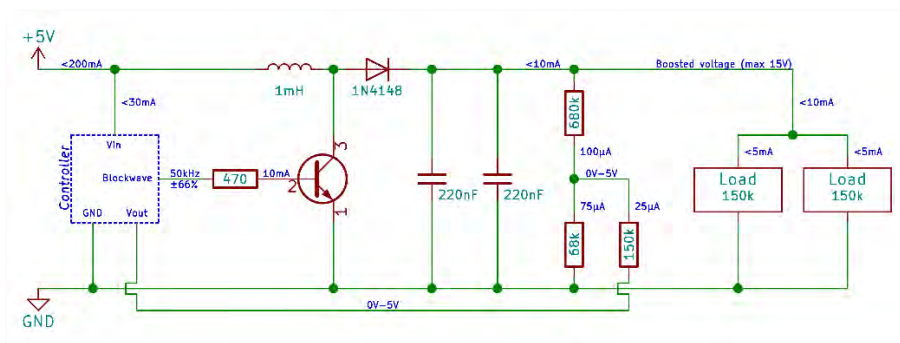 +5V
<200mA
1mH
1N4148
<10mA
Boosted voltage (max 15V)
<30mA
680k
<10mA
Vin
Controller
Blockwave
50kHz
±66%
470
10mA
2
3
1
220nF
220nF
100µA
0V-5V
75µA
25µA
68k
150k
<5mA
<5mA
Load
150k
Load
150k
GND
Vout
0V-5V
GND